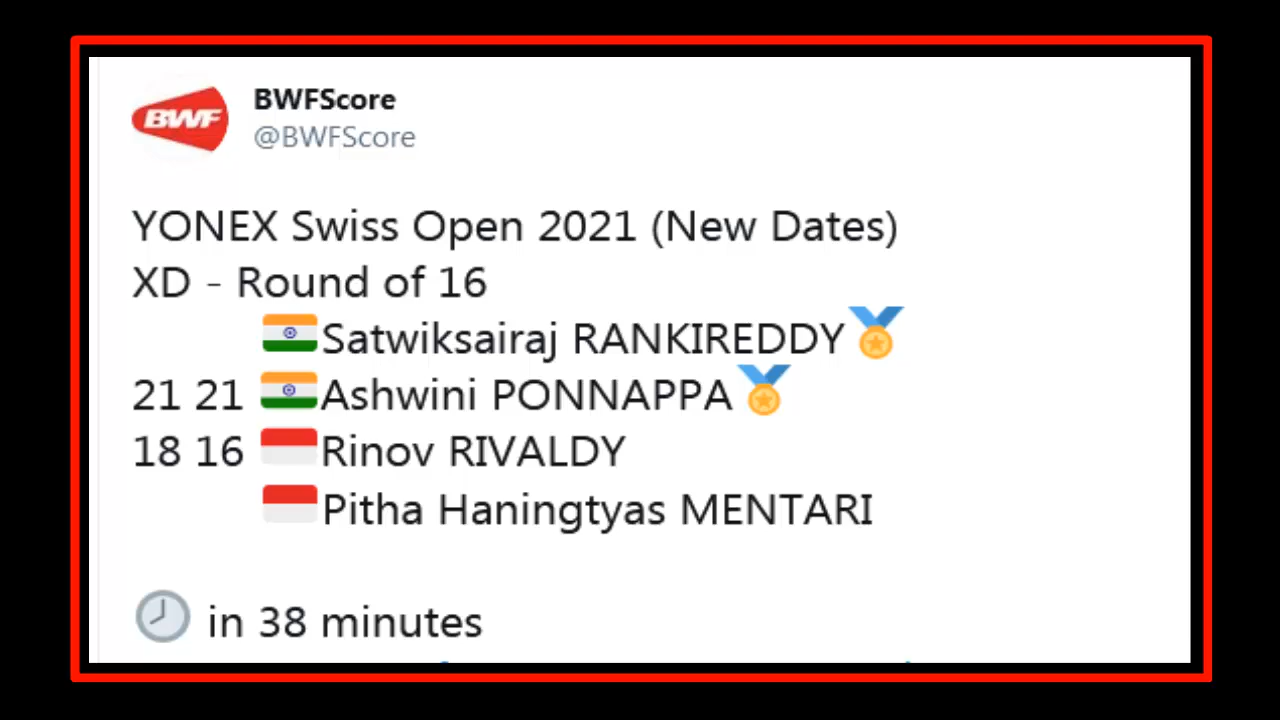 BWF
BWFScore
@BWFScore
YONEX Swiss Open 2021 (New Dates)
XD - Round of 16
Satwiksairaj RANKIREDDY
21 21 Ashwini PONNAPPA
18 16 Rinov RIVALDY
Pitha Haningtyas MENTARI
in 38 minutes